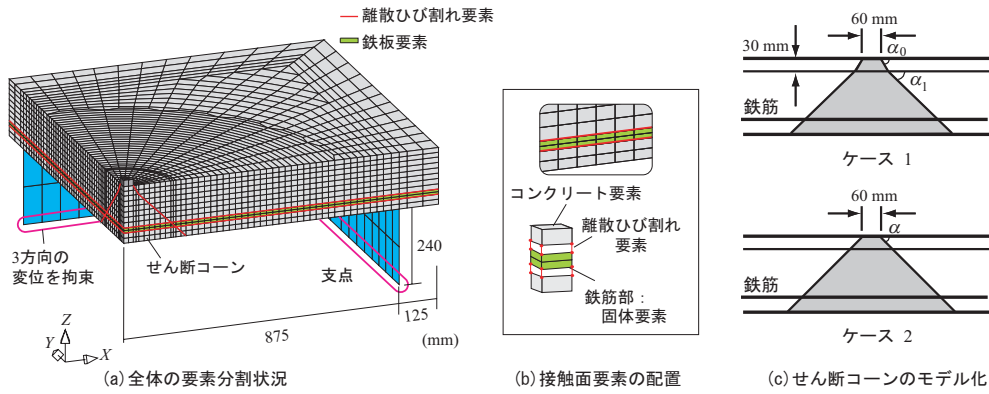 離散ひび割れ要素
鉄板要素
3方向の
変位を拘束
せん断コーン
支点
240
125
875
(mm)
Z
Y
X
(a)全体の要素分割状況
コンクリート要素
離散ひび割れ
要素
鉄筋部：
固体要素
(b)接触面要素の配置
60 mm
30 mm
α0
α1
鉄筋
ケース 1
60 mm
α
鉄筋
ケース 2
(c)せん断コーンのモデル化